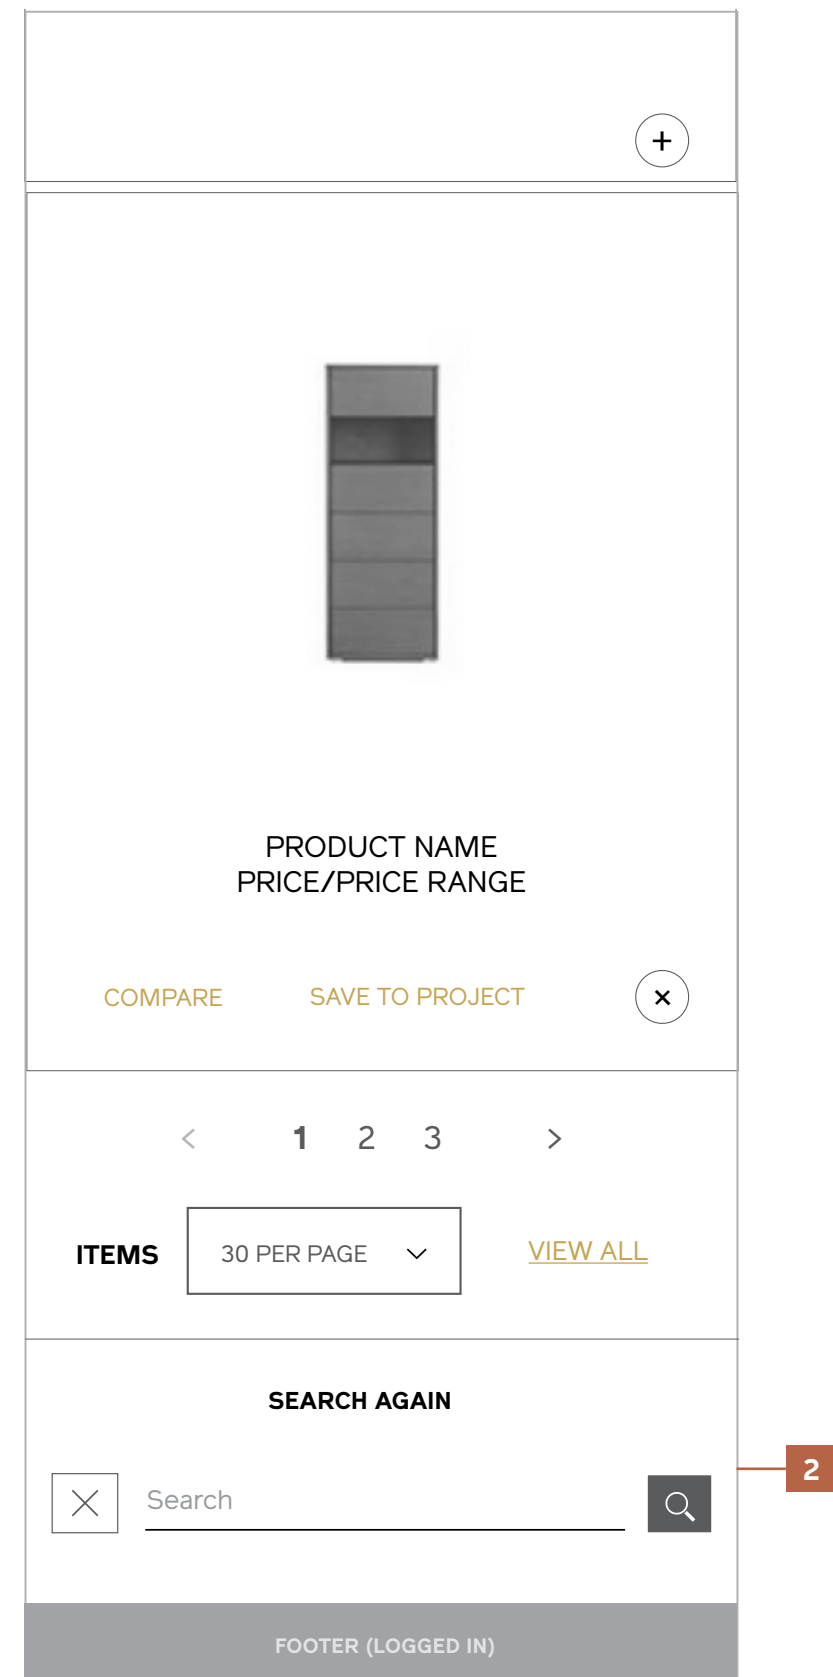 PRODUCT NAME
PRICE/PRICE RANGE
COMPARE SAVE TO PROJECT
1 2 3
ITEMS 30 PER PAGE VIEW ALL
SEARCH AGAIN
Search
2
FOOTER (LOGGED IN)